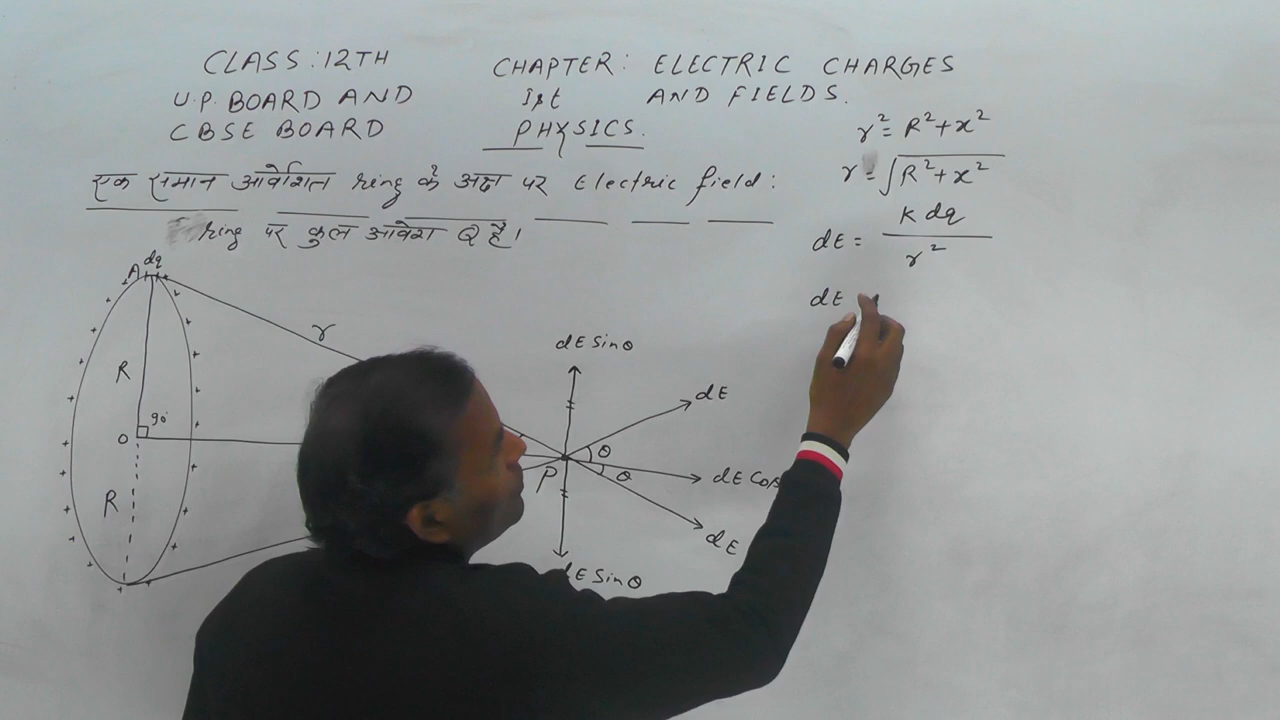 CLASS: 12TH
U.P. BOARD AND
CBSE BOARD
CHAPTER: ELECTRIC CHARGES
1st AND FIELDS.
PHYSICS.
एक समान आवेशित ring के अक्ष पर Electric field:
ring पर कुल आवेश Q है।
r² = R² + x²
r = √R² + x²
dE = K dq / r²
dE
A dq
r
R
90°
O
R
dE Sinθ
dE
θ
P
θ
dE Cosθ
dE
dE Sinθ